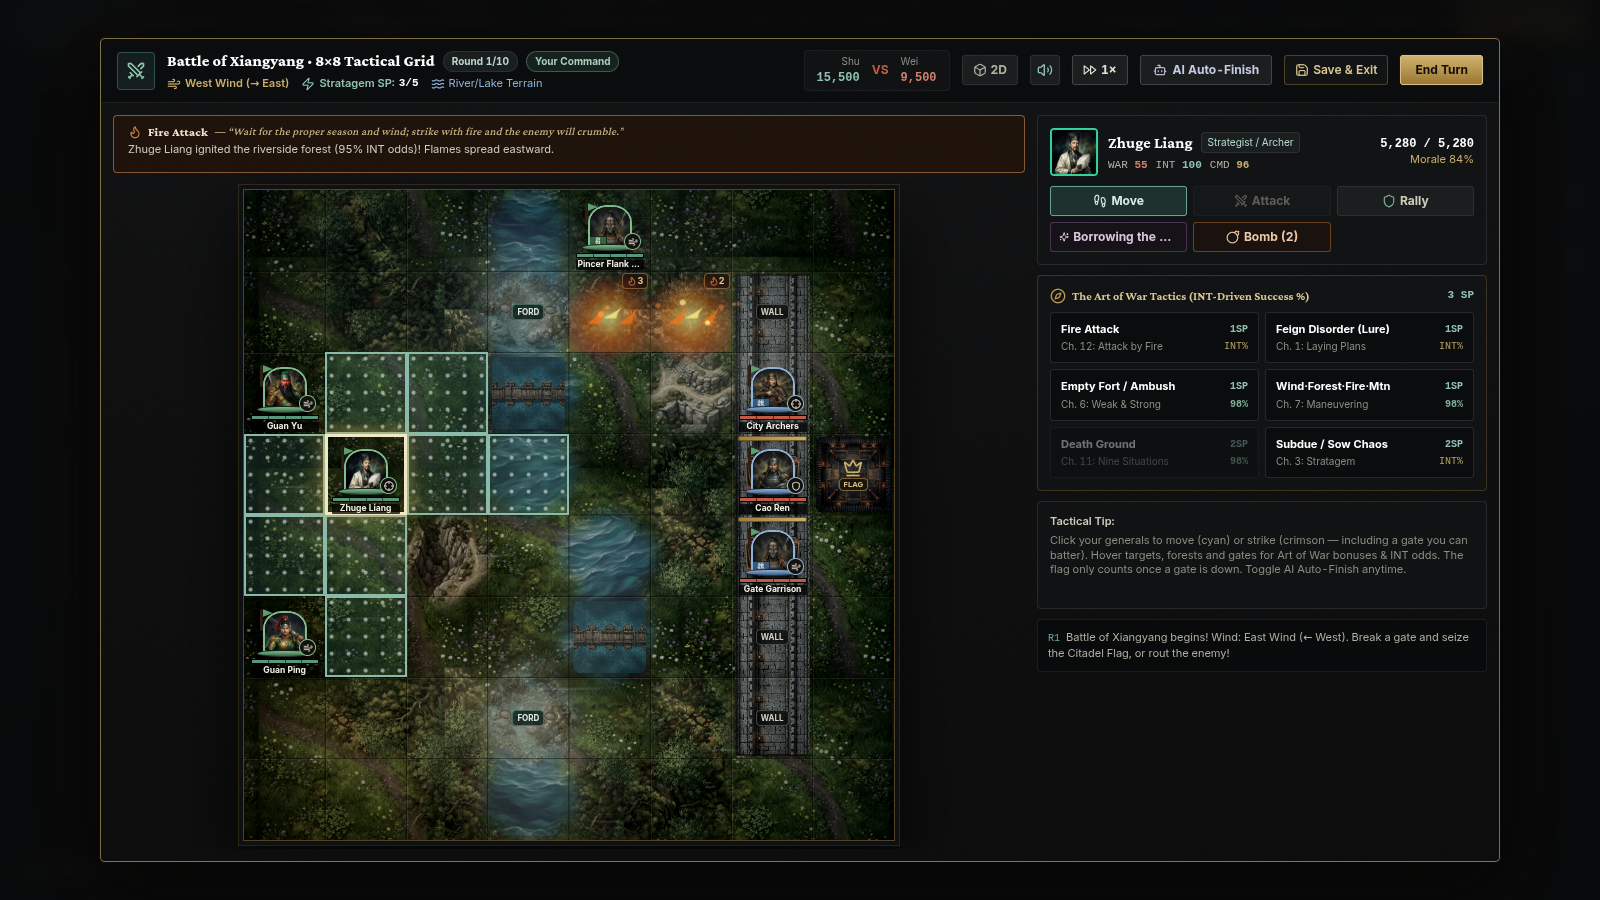 Battle of Xiangyang • 8×8 Tactical Grid
Round 1/10
Your Command
West Wind (→ East)
Stratagem SP: 3/5
River/Lake Terrain
Shu
15,500
VS
Wei
9,500
2D
1×
AI Auto-Finish
Save & Exit
End Turn
Fire Attack — “Wait for the proper season and wind; strike with fire and the enemy will crumble.”
Zhuge Liang ignited the riverside forest (95% INT odds)! Flames spread eastward.
Pincer Flank ...
3
2
FORD
WALL
Guan Yu
City Archers
Zhuge Liang
Cao Ren
FLAG
Gate Garrison
Guan Ping
WALL
FORD
WALL
Zhuge Liang
Strategist / Archer
5,280 / 5,280
WAR 55 INT 100 CMD 96
Morale 84%
Move
Attack
Rally
Borrowing the ...
Bomb (2)
The Art of War Tactics (INT-Driven Success %)
3 SP
Fire Attack
1SP
Ch. 12: Attack by Fire
INT%
Feign Disorder (Lure)
1SP
Ch. 1: Laying Plans
INT%
Empty Fort / Ambush
1SP
Ch. 6: Weak & Strong
98%
Wind·Forest·Fire·Mtn
1SP
Ch. 7: Maneuvering
98%
Death Ground
2SP
Ch. 11: Nine Situations
98%
Subdue / Sow Chaos
2SP
Ch. 3: Stratagem
INT%
Tactical Tip:
Click your generals to move (cyan) or strike (crimson — including a gate you can
batter). Hover targets, forests and gates for Art of War bonuses & INT odds. The
flag only counts once a gate is down. Toggle AI Auto-Finish anytime.
R1 Battle of Xiangyang begins! Wind: East Wind (← West). Break a gate and seize
the Citadel Flag, or rout the enemy!